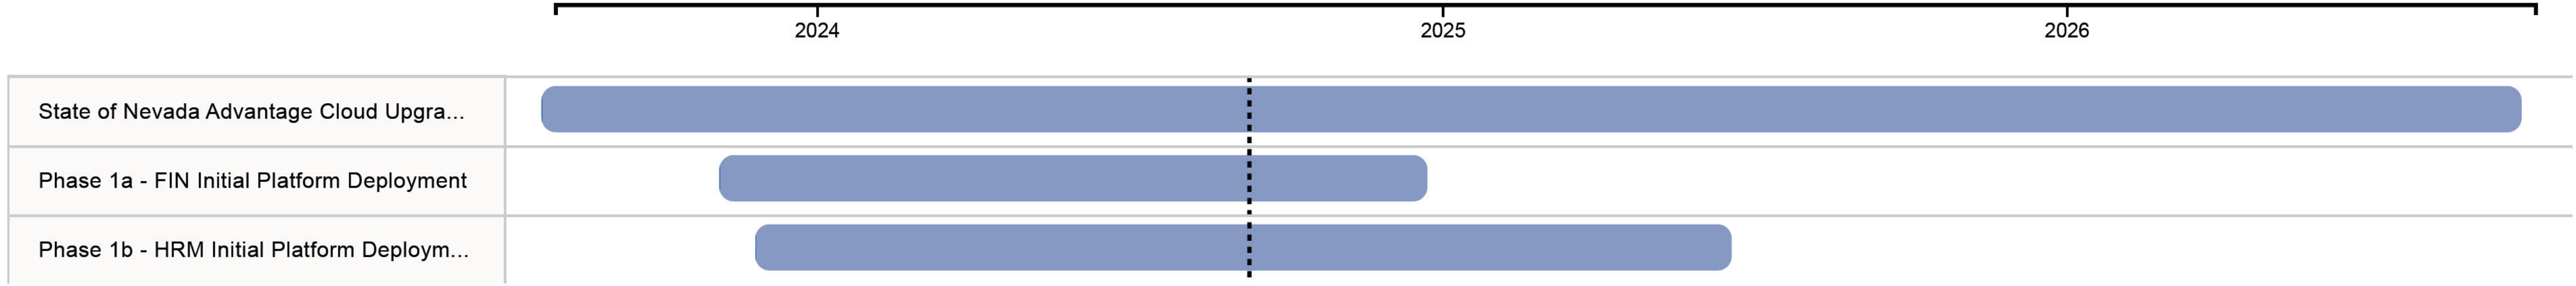 2024 2025 2026
State of Nevada Advantage Cloud Upgra...
Phase 1a - FIN Initial Platform Deployment
Phase 1b - HRM Initial Platform Deploym...